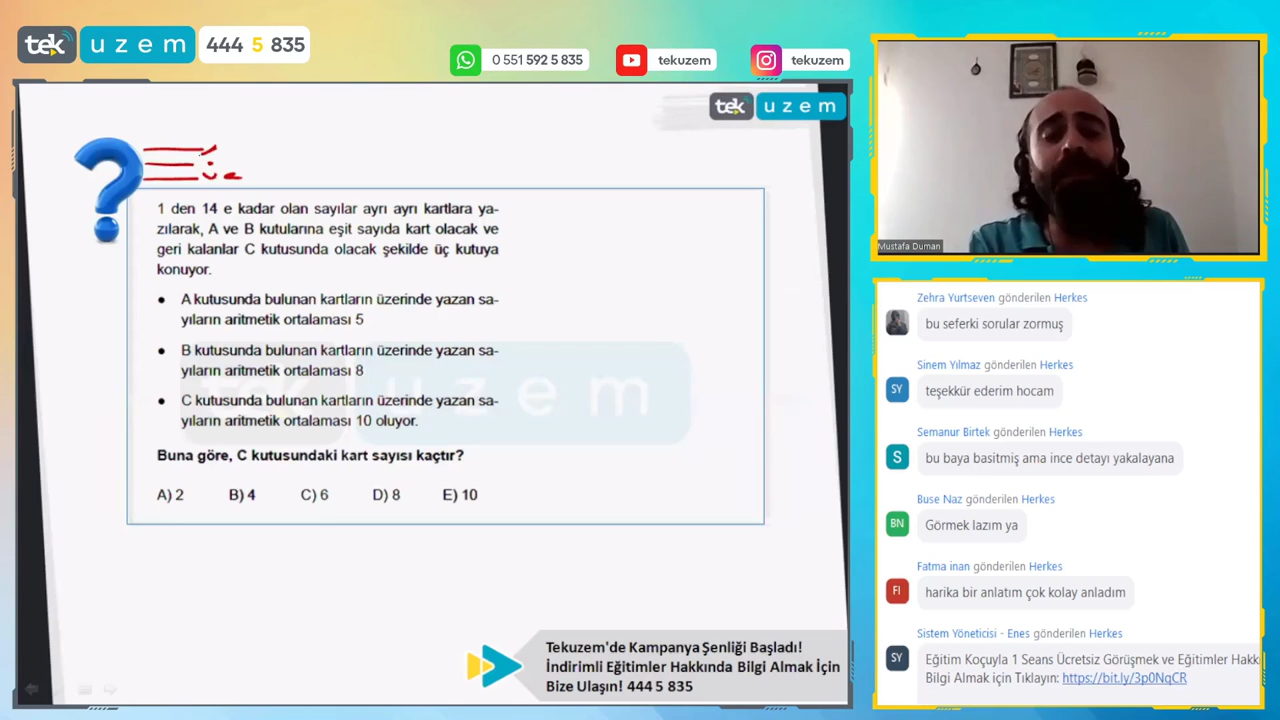 tek uzem 444 5 835
0 551 592 5 835
tekuzem
tekuzem
tek uzem
1 den 14 e kadar olan sayılar ayrı ayrı kartlara ya-
zılarak, A ve B kutularına eşit sayıda kart olacak ve
geri kalanlar C kutusunda olacak şekilde üç kutuya
konuyor.
• A kutusunda bulunan kartların üzerinde yazan sa-
yıların aritmetik ortalaması 5
• B kutusunda bulunan kartların üzerinde yazan sa-
yıların aritmetik ortalaması 8
• C kutusunda bulunan kartların üzerinde yazan sa-
yıların aritmetik ortalaması 10 oluyor.
Buna göre, C kutusundaki kart sayısı kaçtır?
A) 2 B) 4 C) 6 D) 8 E) 10
tek uzem
Tekuzem'de Kampanya Şenliği Başladı!
İndirimli Eğitimler Hakkında Bilgi Almak İçin
Bize Ulaşın! 444 5 835
Mustafa Duman
Zehra Yurtseven gönderilen Herkes
bu seferki sorular zormuş
Sinem Yılmaz gönderilen Herkes
SY teşekkür ederim hocam
Semanur Birtek gönderilen Herkes
S bu baya basitmiş ama ince detayı yakalayana
Buse Naz gönderilen Herkes
BN Görmek lazım ya
Fatma inan gönderilen Herkes
FI harika bir anlatım çok kolay anladım
Sistem Yöneticisi - Enes gönderilen Herkes
SY Eğitim Koçuyla 1 Seans Ücretsiz Görüşmek ve Eğitimler Hakk
Bilgi Almak için Tıklayın: https://bit.ly/3p0NqCR